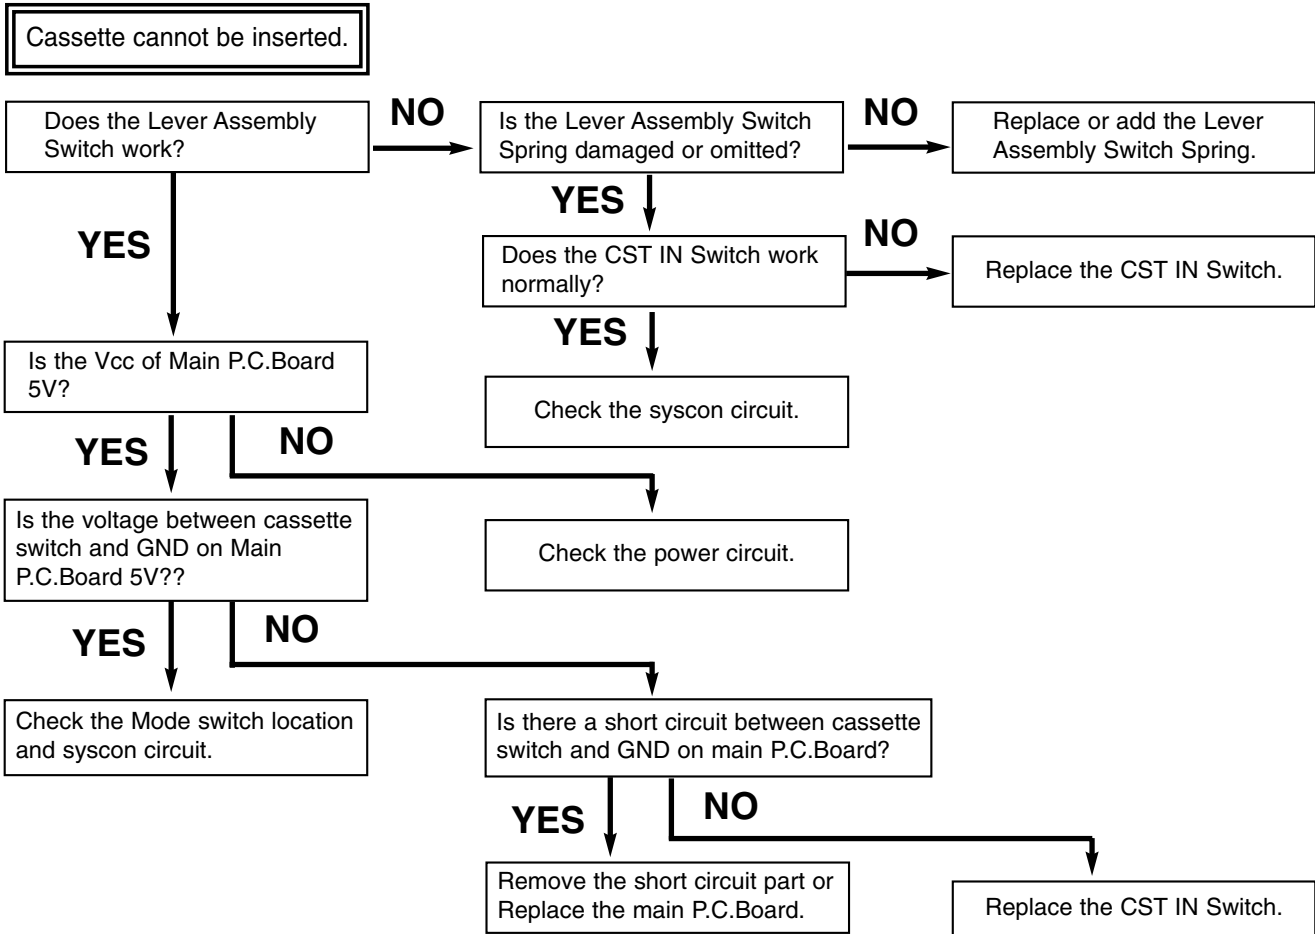 Cassette cannot be inserted.
Does the Lever Assembly
Switch work?
NO
Is the Lever Assembly Switch
Spring damaged or omitted?
NO
Replace or add the Lever
Assembly Switch Spring.
YES
YES
Does the CST IN Switch work
normally?
NO
Replace the CST IN Switch.
YES
Is the Vcc of Main P.C.Board
5V?
Check the syscon circuit.
YES
NO
Is the voltage between cassette
switch and GND on Main
P.C.Board 5V??
Check the power circuit.
YES
NO
Check the Mode switch location
and syscon circuit.
Is there a short circuit between cassette
switch and GND on main P.C.Board?
YES
NO
Remove the short circuit part or
Replace the main P.C.Board.
Replace the CST IN Switch.